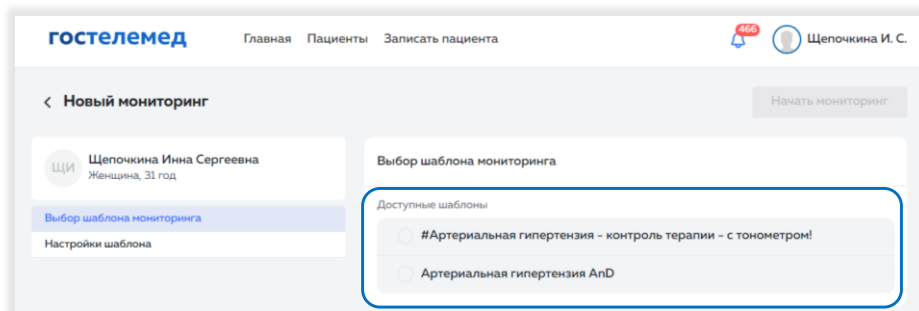 гостелемед Главная Пациенты Записать пациента 466 Щепочкина И. С.
< Новый мониторинг Начать мониторинг
ЩИ Щепочкина Инна Сергеевна
Женщина, 31 год
Выбор шаблона мониторинга
Настройки шаблона
Выбор шаблона мониторинга
Доступные шаблоны
#Артериальная гипертензия - контроль терапии - с тонометром!
Артериальная гипертензия AnD